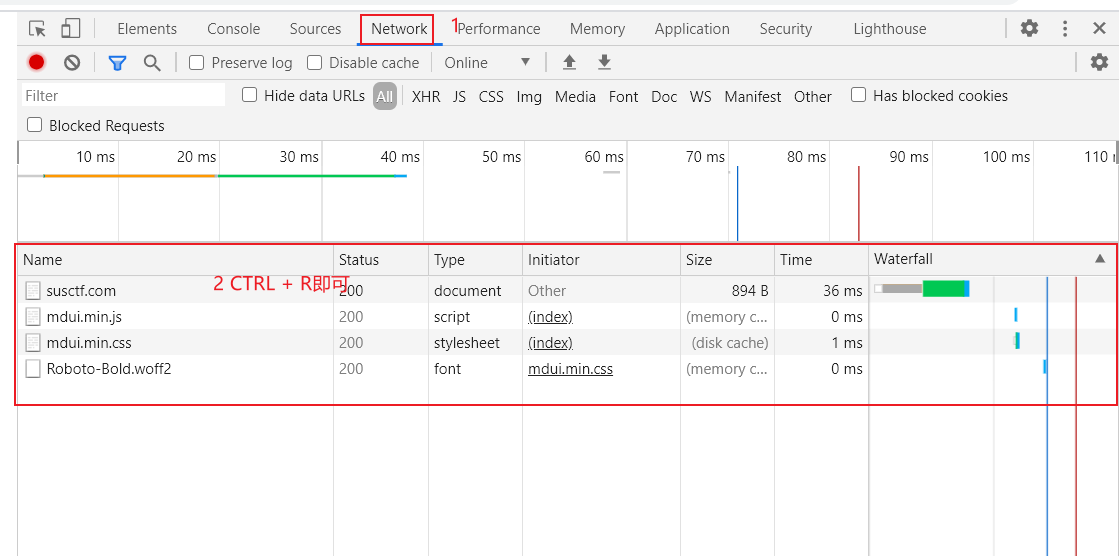 Elements Console Sources Network 1 Performance Memory Application Security Lighthouse
Preserve log Disable cache Online
Filter Hide data URLs All XHR JS CSS Img Media Font Doc WS Manifest Other Has blocked cookies
Blocked Requests
10 ms 20 ms 30 ms 40 ms 50 ms 60 ms 70 ms 80 ms 90 ms 100 ms 110 
Name Status Type Initiator Size Time Waterfall
2 CTRL + R即可
susctf.com 200 document Other 894 B 36 ms
mdui.min.js 200 script (index) (memory c... 0 ms
mdui.min.css 200 stylesheet (index) (disk cache) 1 ms
Roboto-Bold.woff2 200 font mdui.min.css (memory c... 0 ms